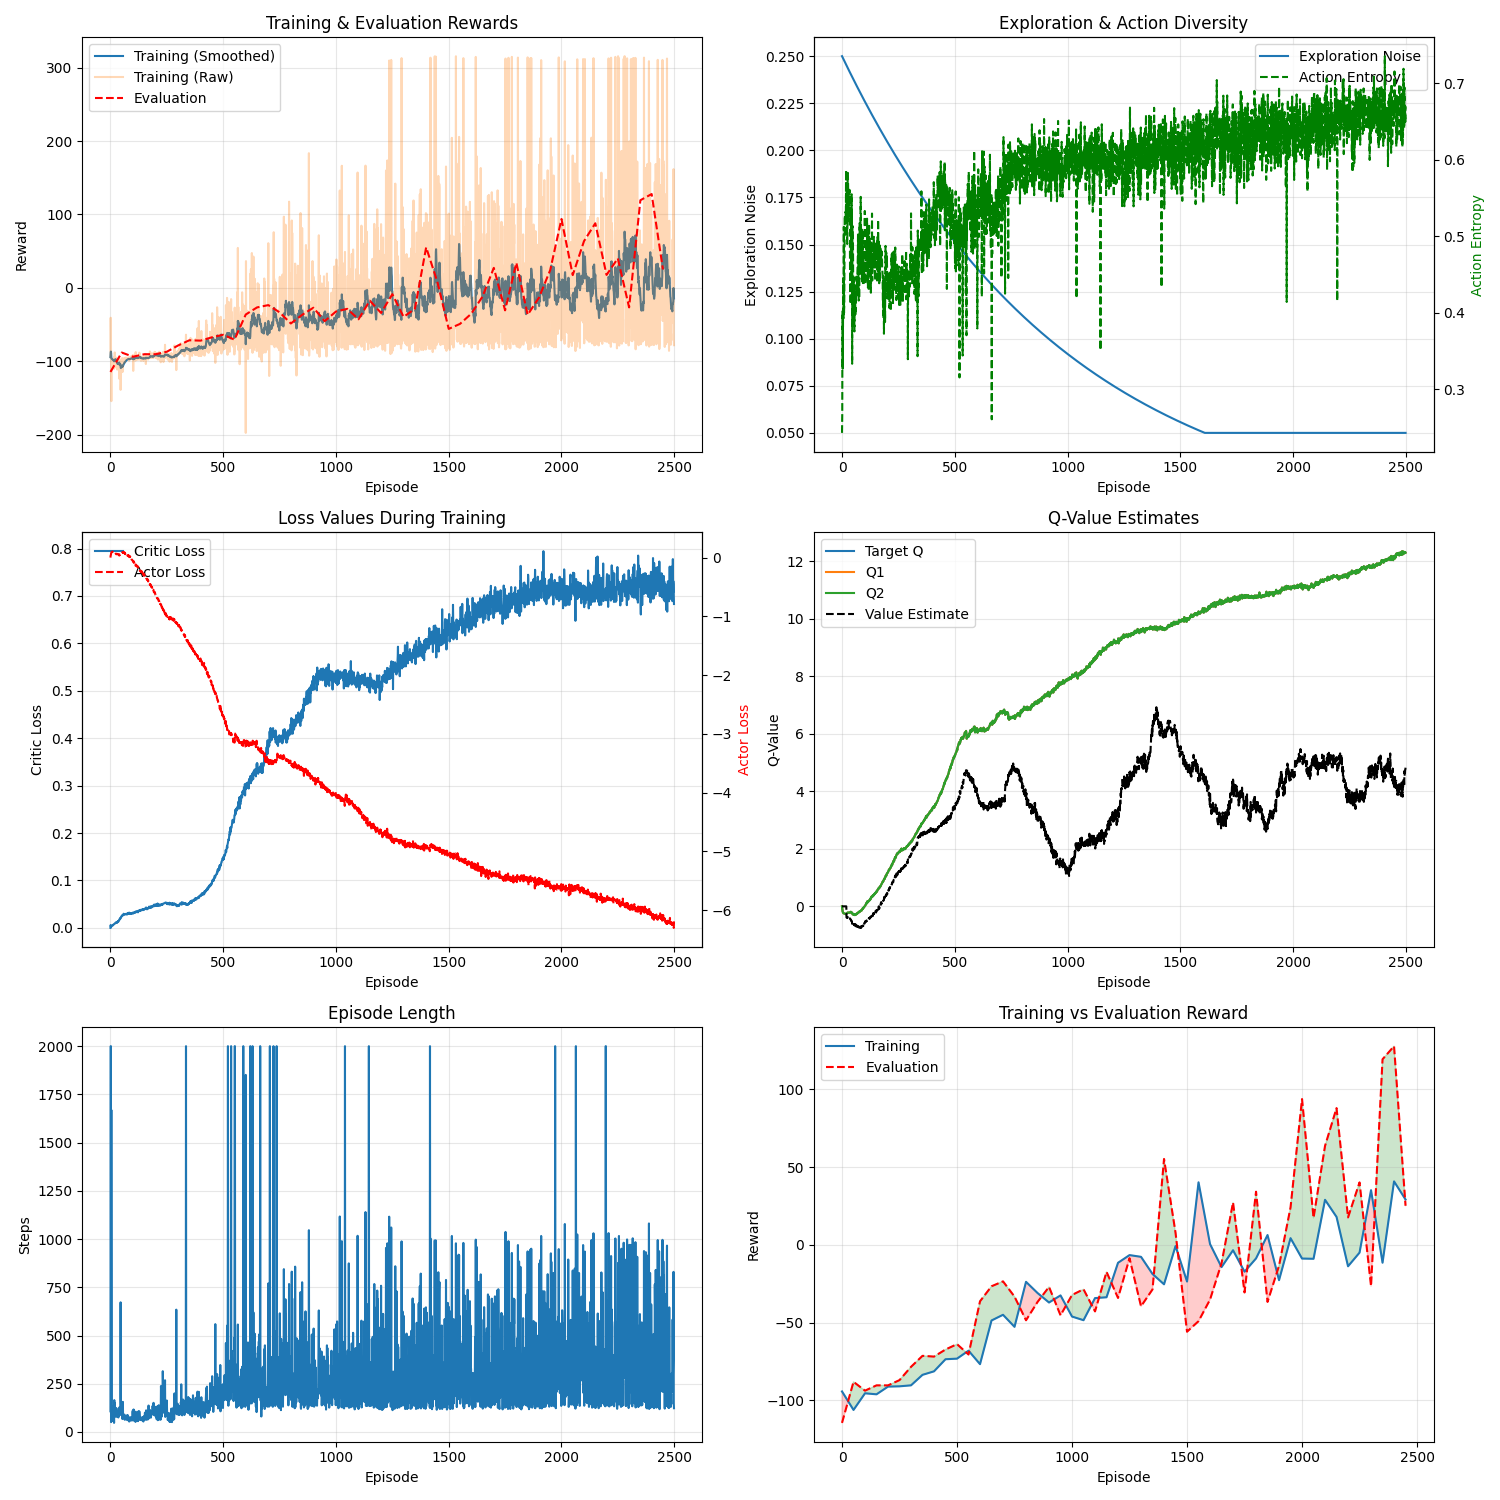 Training & Evaluation Rewards
Training (Smoothed)
Training (Raw)
Evaluation
300
200
100
0
−100
−200
Reward
0
500
1000
1500
2000
2500
Episode
Exploration & Action Diversity
Exploration Noise
Action Entropy
0.250
0.225
0.200
0.175
0.150
0.125
0.100
0.075
0.050
Exploration Noise
0.7
0.6
0.5
0.4
0.3
Action Entropy
0
500
1000
1500
2000
2500
Episode
Loss Values During Training
Critic Loss
Actor Loss
0.8
0.7
0.6
0.5
0.4
0.3
0.2
0.1
0.0
Critic Loss
0
−1
−2
−3
−4
−5
−6
Actor Loss
0
500
1000
1500
2000
2500
Episode
Q-Value Estimates
Target Q
Q1
Q2
Value Estimate
12
10
8
6
4
2
0
Q-Value
0
500
1000
1500
2000
2500
Episode
Episode Length
2000
1750
1500
1250
1000
750
500
250
0
Steps
0
500
1000
1500
2000
2500
Episode
Training vs Evaluation Reward
Training
Evaluation
100
50
0
−50
−100
Reward
0
500
1000
1500
2000
2500
Episode